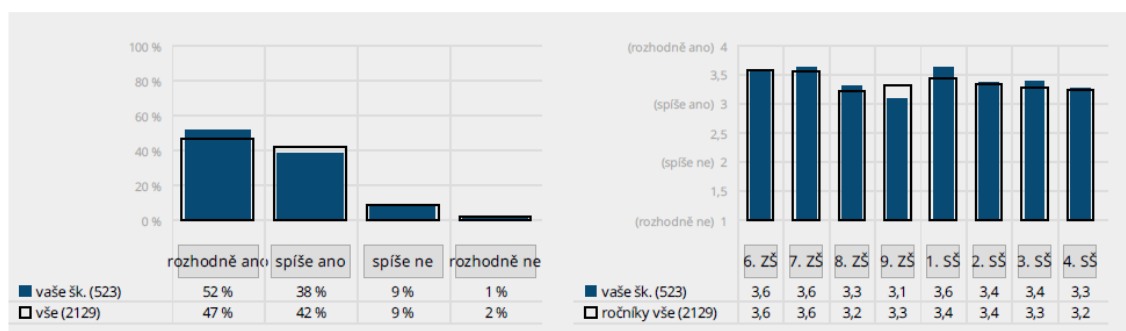 100 %
80 %
60 %
40 %
20 %
0 %
rozhodně ano spíše ano spíše ne rozhodně ne
vaše šk. (523) 52 % 38 % 9 % 1 %
vše (2129) 47 % 42 % 9 % 2 %
(rozhodně ano) 4
3,5
(spíše ano) 3
2,5
(spíše ne) 2
1,5
(rozhodně ne) 1
6. ZŠ 7. ZŠ 8. ZŠ 9. ZŠ 1. SŠ 2. SŠ 3. SŠ 4. SŠ
vaše šk. (523) 3,6 3,6 3,3 3,1 3,6 3,4 3,4 3,3
ročníky vše (2129) 3,6 3,6 3,2 3,3 3,4 3,4 3,3 3,2